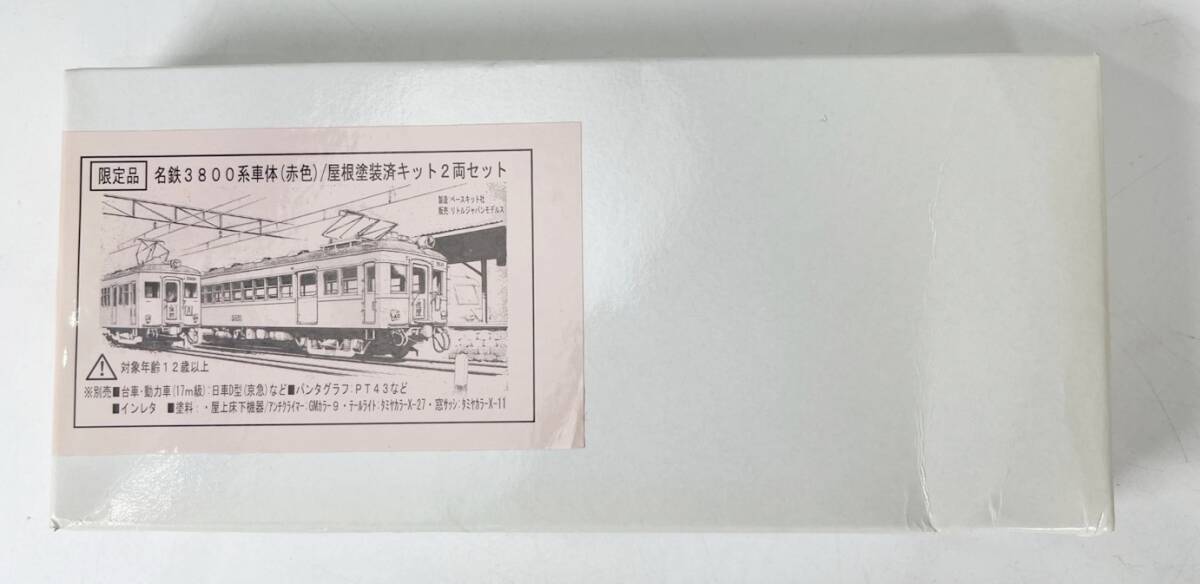 限定品 名鉄3800系車体(赤色)/屋根塗装済キット2両セット
製造 ベースキット社
販売 リトルジャパンモデルス
対象年齢12歳以上
※別売■台車・動力車(17m級):日車D型(京急)など■パンタグラフ:PT43など
■インレタ ■塗料:・屋上床下機器/アンチクライマー:GMカラー9・テールライト:タミヤカラーX-27・窓サッシ:タミヤカラーX-11